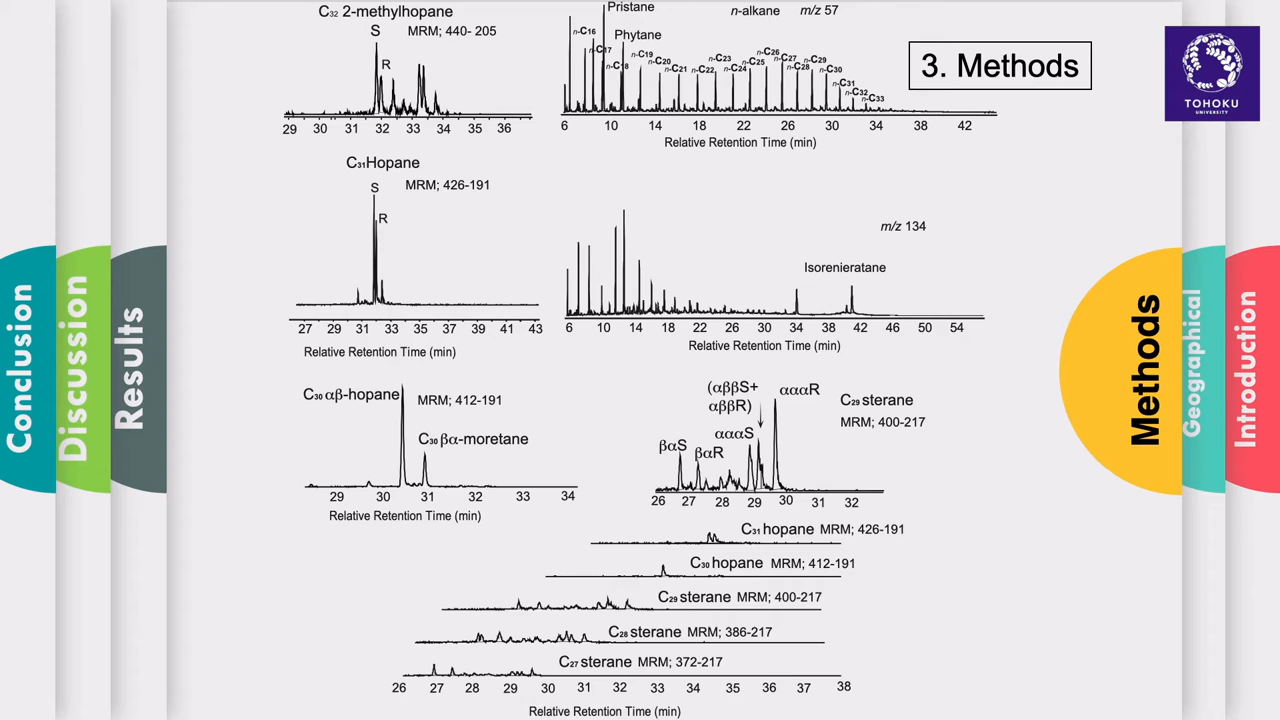 C32 2-methylhopane
MRM; 440- 205
S
R
29 30 31 32 33 34 35 36
Pristane
Phytane
n-alkane m/z 57
n-C16
n-C17
n-C18
n-C19
n-C20
n-C21
n-C22
n-C23
n-C24
n-C25
n-C26
n-C27
n-C28
n-C29
n-C30
n-C31
n-C32
n-C33
6 10 14 18 22 26 30 34 38 42
Relative Retention Time (min)
3. Methods
TOHOKU
UNIVERSITY
C31Hopane
MRM; 426-191
S
R
27 29 31 33 35 37 39 41 43
Relative Retention Time (min)
m/z 134
Isorenieratane
6 10 14 18 22 26 30 34 38 42 46 50 54
Relative Retention Time (min)
C30 αβ-hopane
MRM; 412-191
C30 βα-moretane
29 30 31 32 33 34
Relative Retention Time (min)
(αββS+
αββR)
αααR
C29 sterane
MRM; 400-217
αααS
βαS
βαR
26 27 28 29 30 31 32
C31 hopane MRM; 426-191
C30 hopane MRM; 412-191
C29 sterane MRM; 400-217
C28 sterane MRM; 386-217
C27 sterane MRM; 372-217
26 27 28 29 30 31 32 33 34 35 36 37 38
Relative Retention Time (min)
Conclusion
Discussion
Results
Methods
Geographical
Introduction